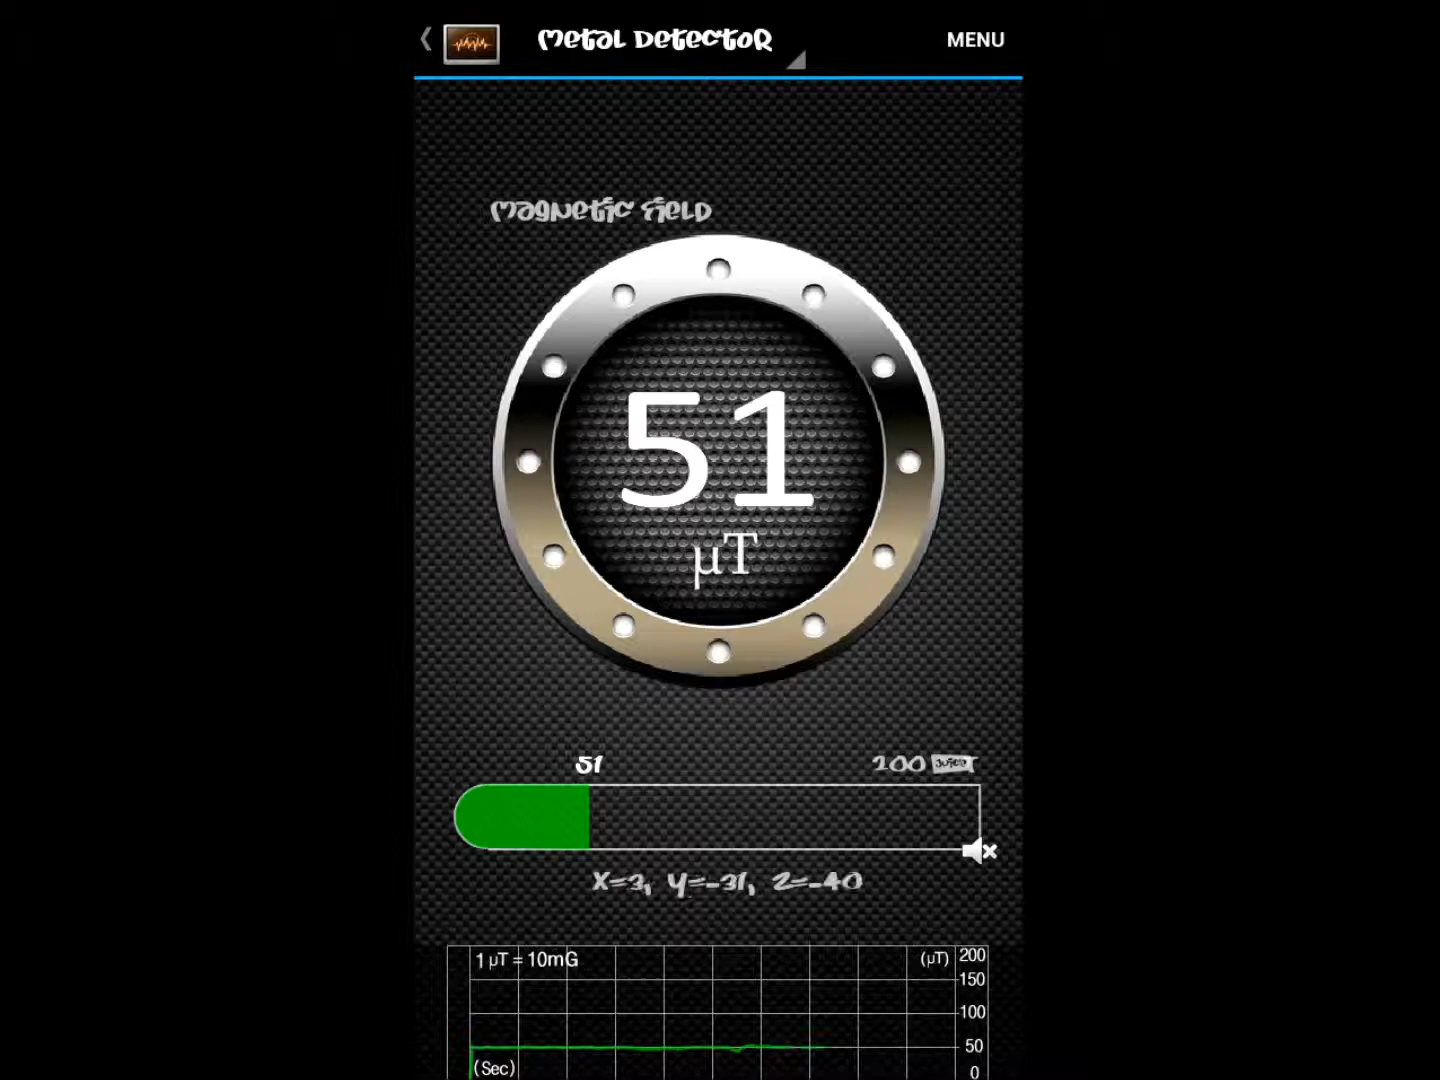 Metal Detector
MENU
Magnetic Field
51
μT
51
200
X=3, Y=-31, Z=-40
1 μT = 10mG
(μT)
200
150
100
50
(Sec)
0